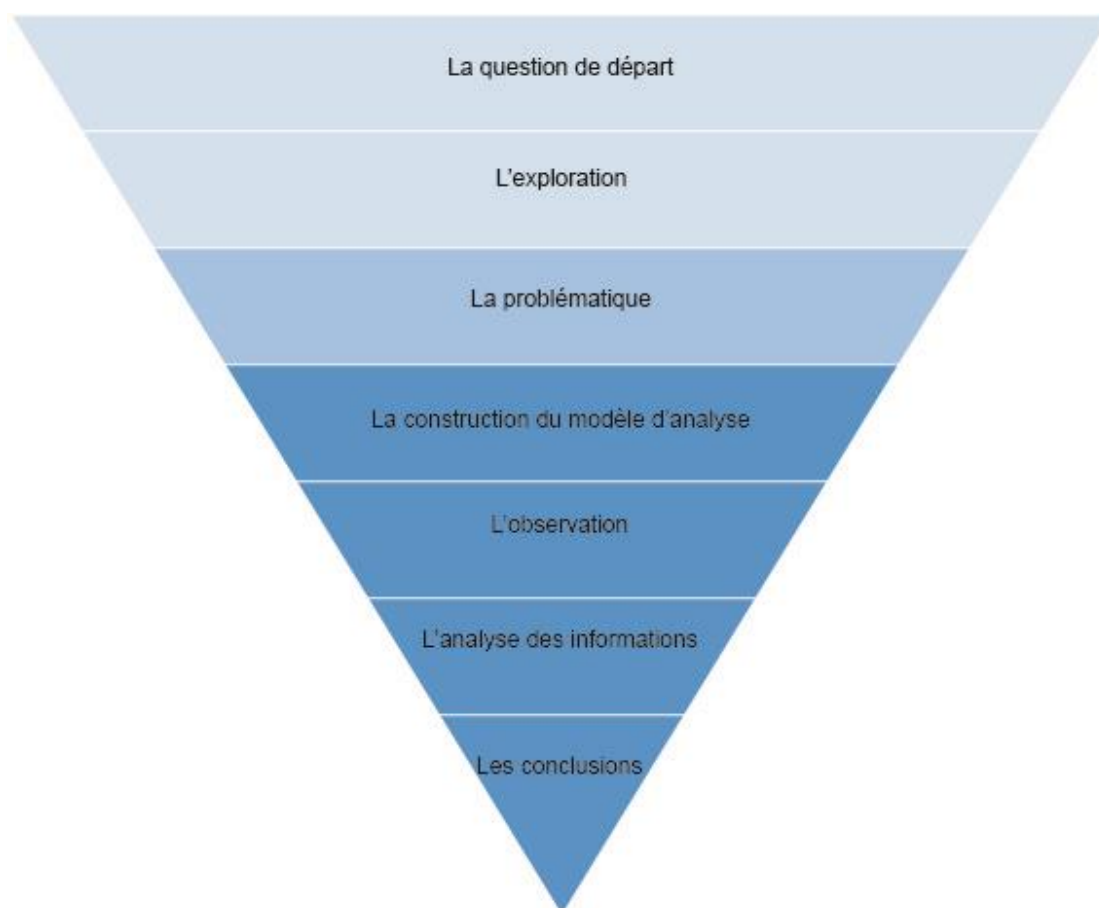 La question de départ
L'exploration
La problématique
La construction du modèle d'analyse
L'observation
L'analyse des informations
Les conclusions